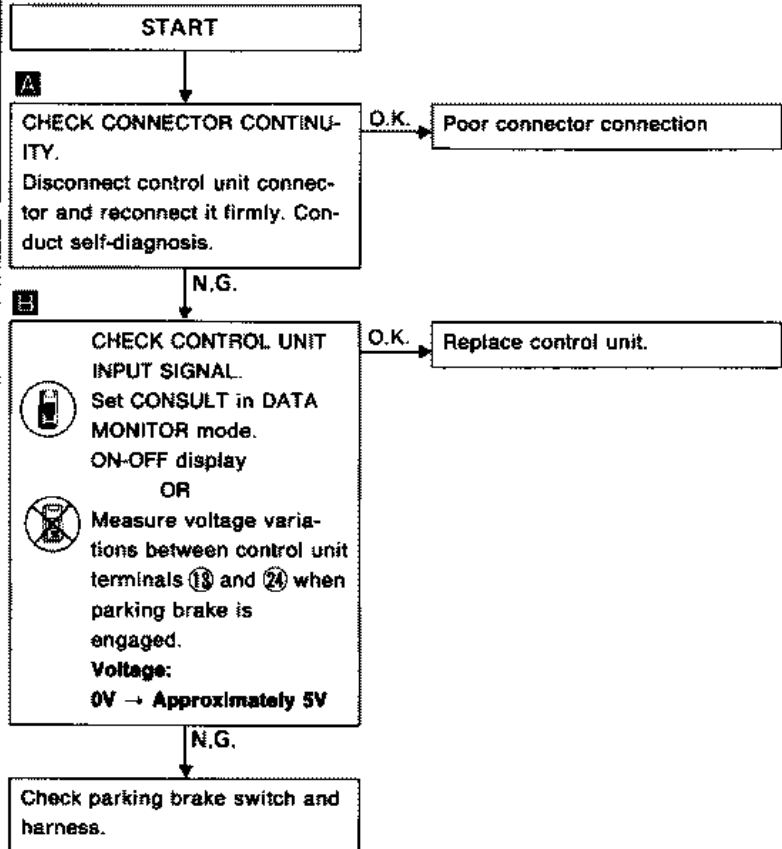 START
A
CHECK CONNECTOR CONTINU-
ITY.
Disconnect control unit connec-
tor and reconnect it firmly. Con-
duct self-diagnosis.
O.K.
Poor connector connection
N.G.
B
CHECK CONTROL UNIT
INPUT SIGNAL.
Set CONSULT in DATA
MONITOR mode.
ON-OFF display
OR
Measure voltage varia-
tions between control unit
terminals ⑱ and ㉔ when
parking brake is
engaged.
Voltage:
0V → Approximately 5V
O.K.
Replace control unit.
N.G.
Check parking brake switch and
harness.